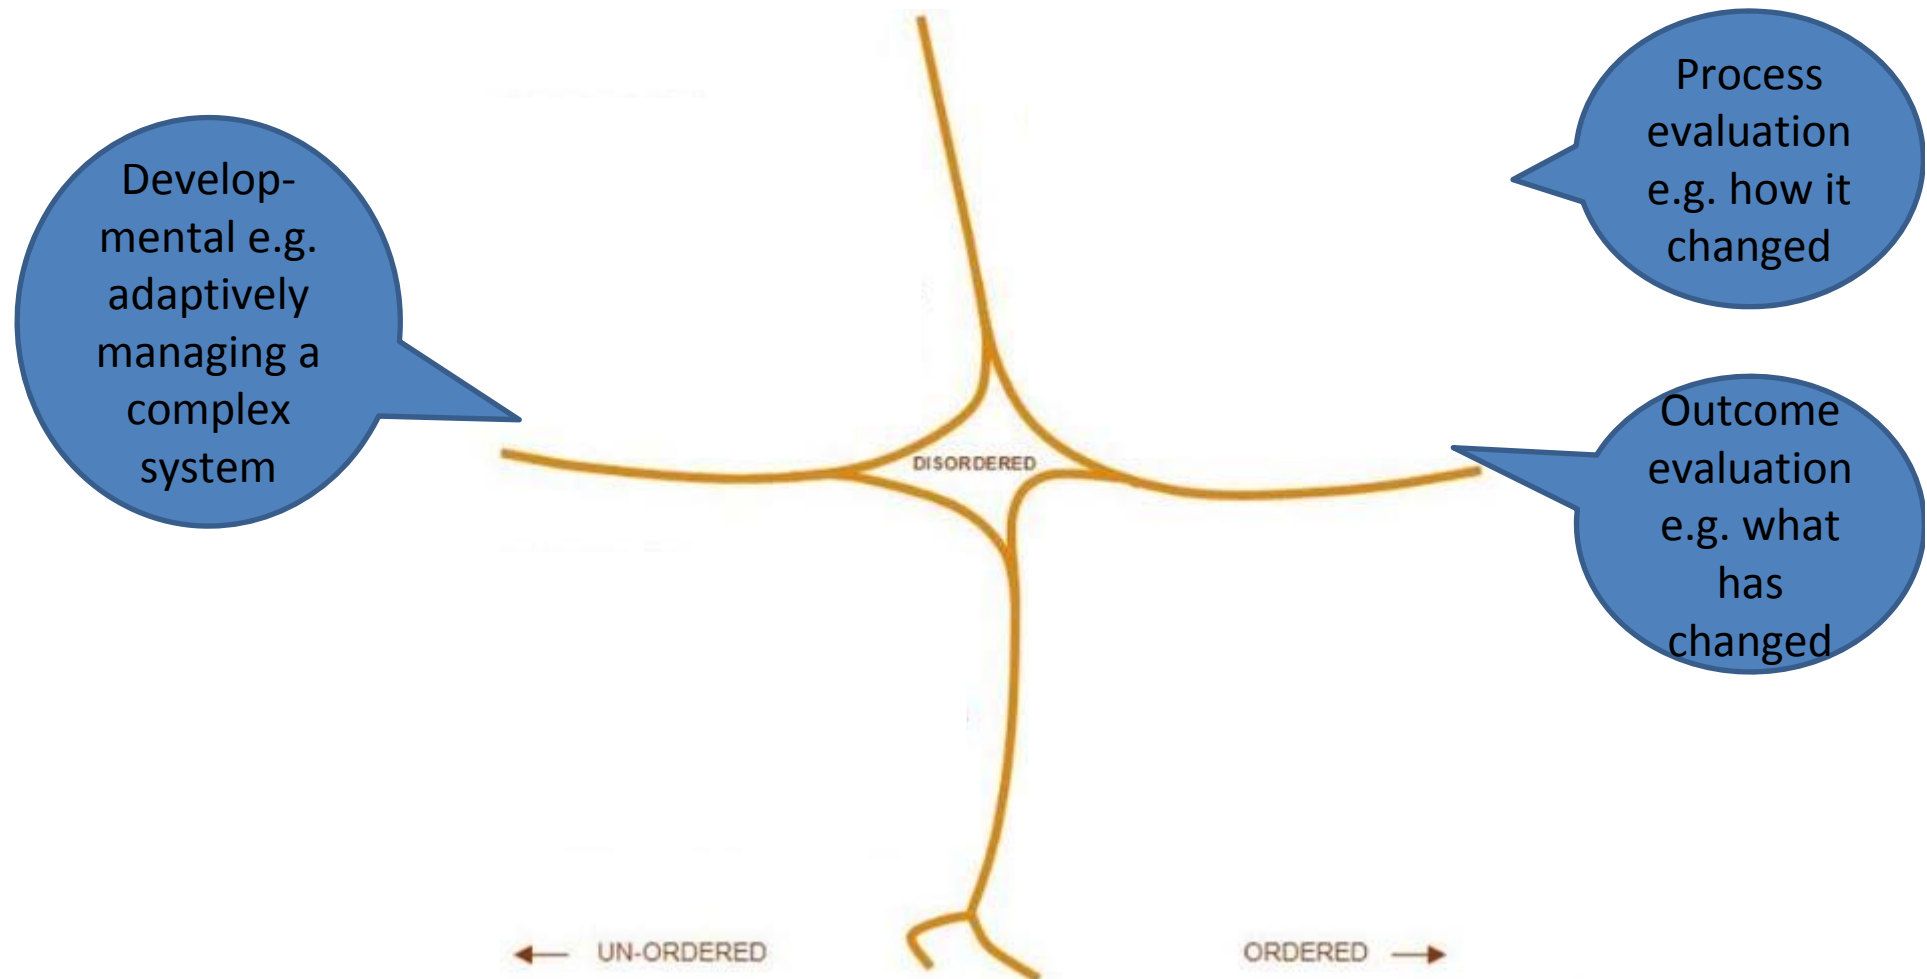 Develop-
mental e.g.
adaptively
managing a
complex
system
Process
evaluation
e.g. how it
changed
DISORDERED
Outcome
evaluation
e.g. what
has
changed
UN-ORDERED
ORDERED